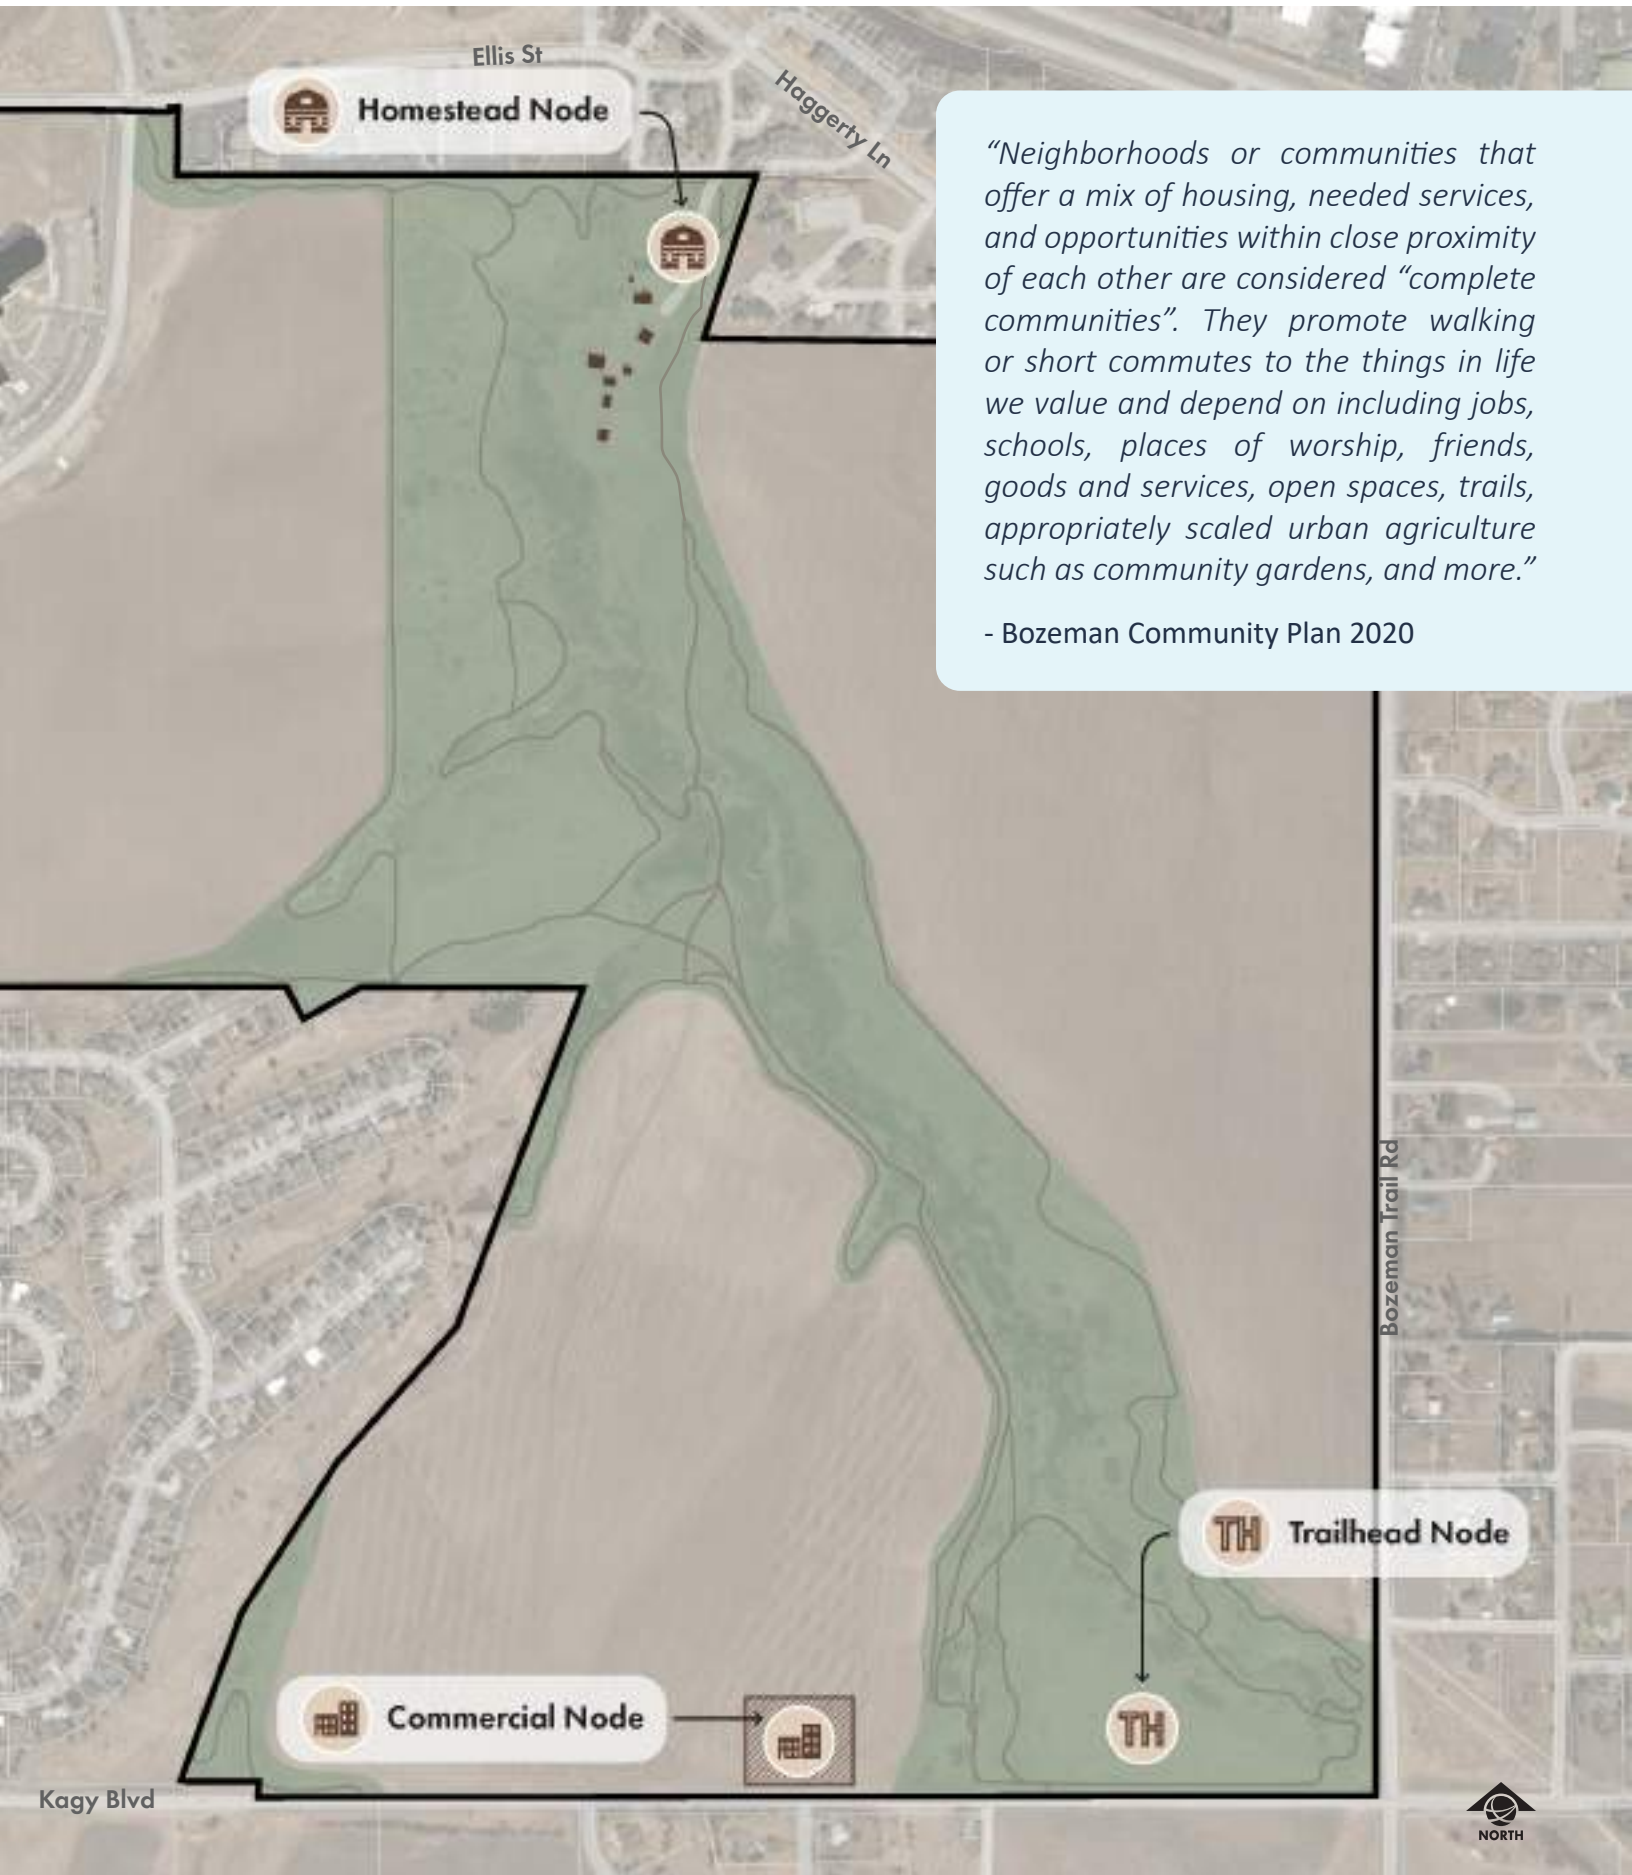 Ellis St
Homestead Node
Haggerty Ln
“Neighborhoods or communities that
offer a mix of housing, needed services,
and opportunities within close proximity
of each other are considered “complete
communities”. They promote walking
or short commutes to the things in life
we value and depend on including jobs,
schools, places of worship, friends,
goods and services, open spaces, trails,
appropriately scaled urban agriculture
such as community gardens, and more.”
- Bozeman Community Plan 2020
Bozeman Trail Rd
TH Trailhead Node
Commercial Node
TH
Kagy Blvd
NORTH